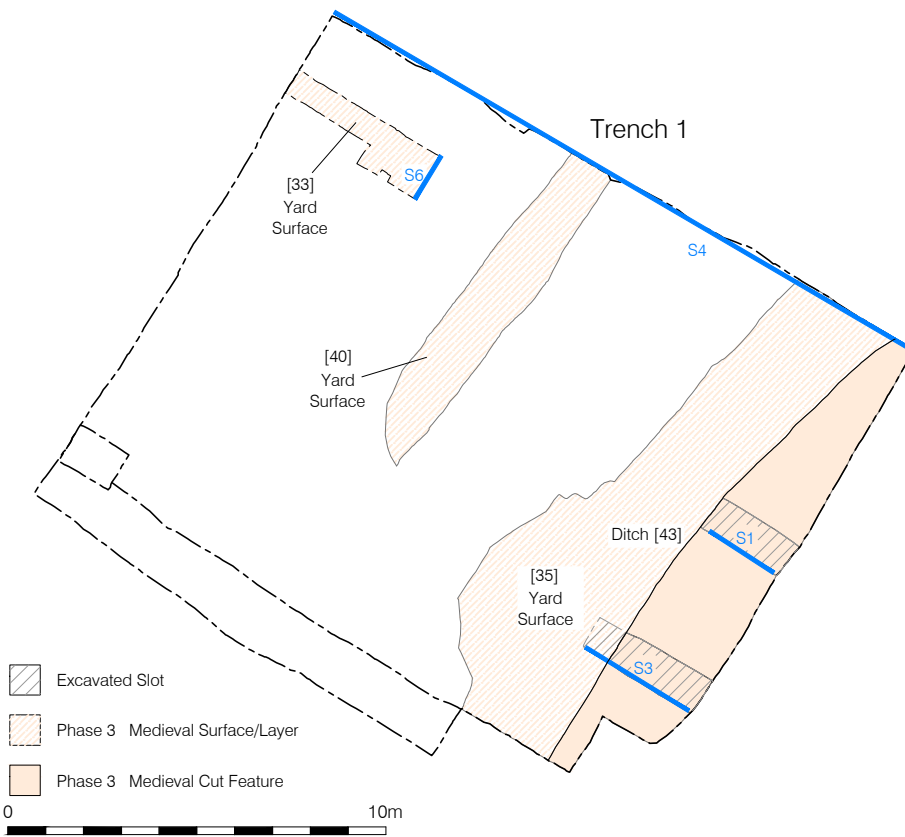 Trench 1
S6
[33]
Yard
Surface
S4
[40]
Yard
Surface
Ditch [43]
S1
[35]
Yard
Surface
S3
Excavated Slot
Phase 3 Medieval Surface/Layer
Phase 3 Medieval Cut Feature
0 10m